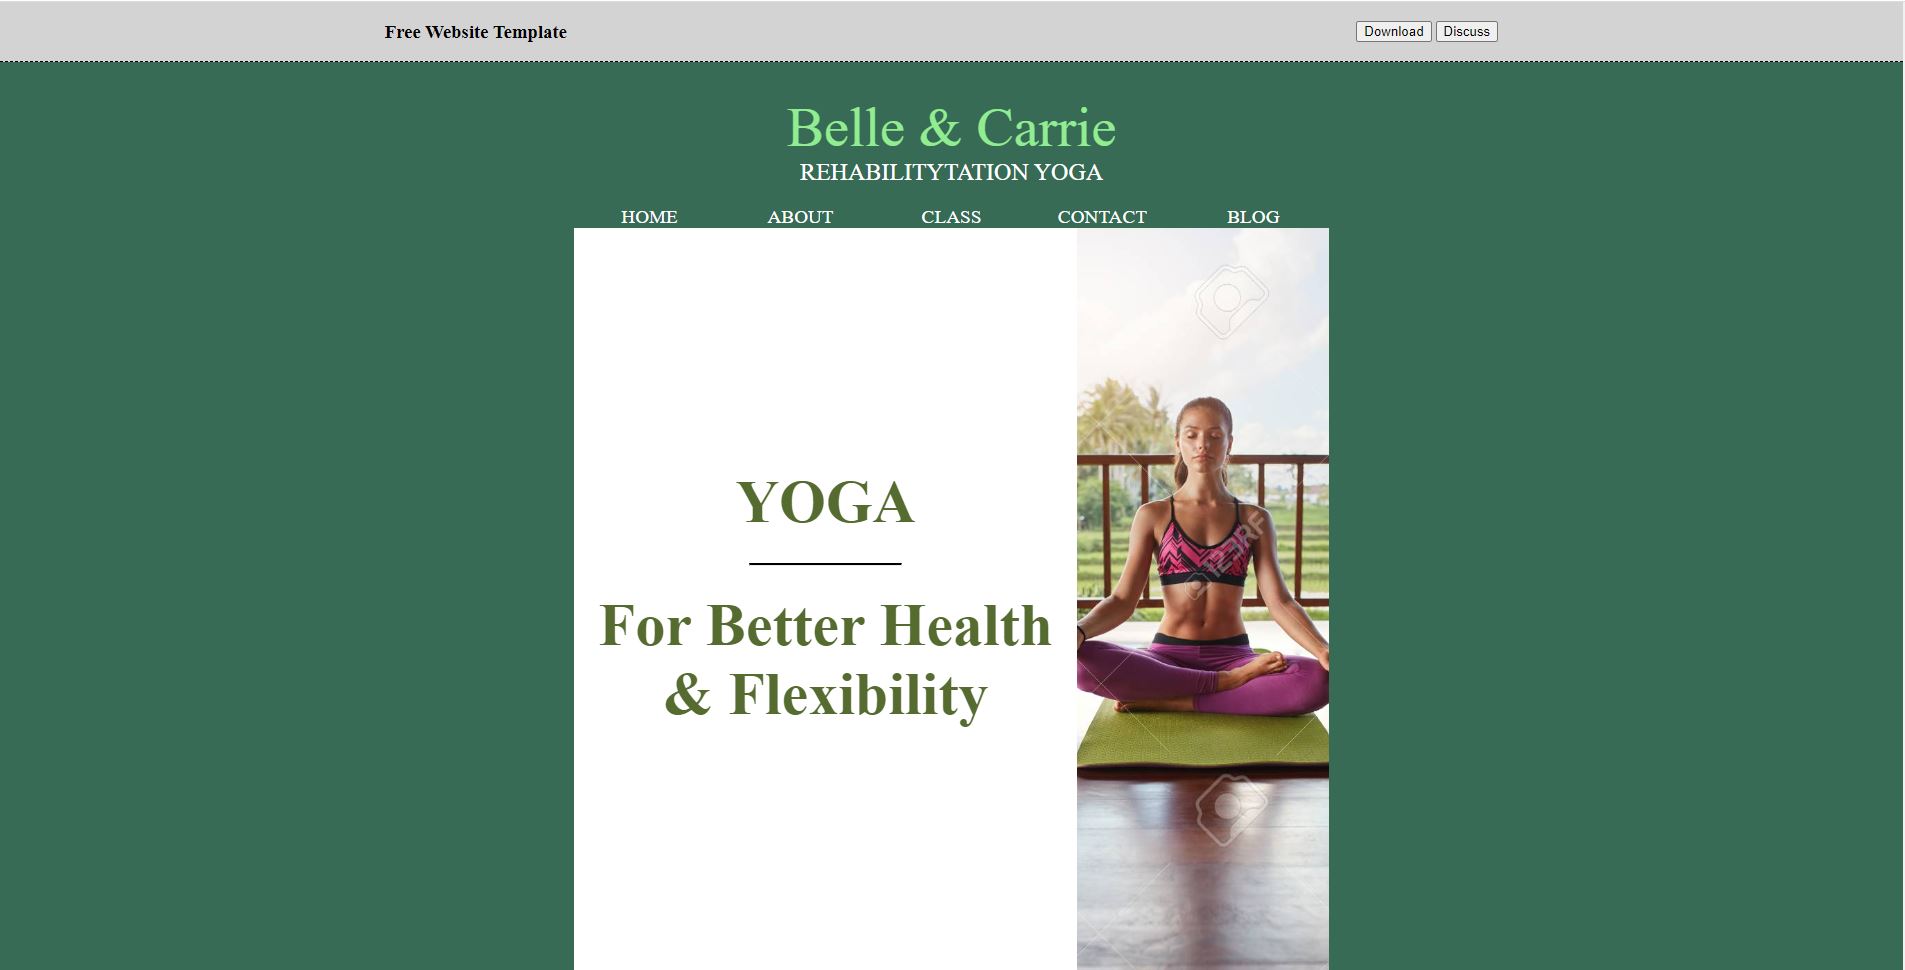 Free Website Template
Download Discuss
Belle & Carrie
REHABILITYTATION YOGA
HOME ABOUT CLASS CONTACT BLOG
YOGA
For Better Health
& Flexibility
123RF